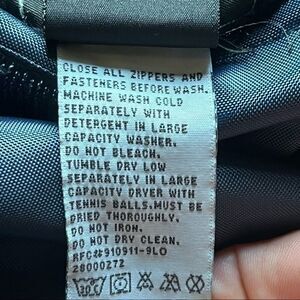 CLOSE ALL ZIPPERS AND
FASTENERS BEFORE WASH.
MACHINE WASH COLD
SEPARATELY WITH
DETERGENT IN LARGE
CAPACITY WASHER.
DO NOT BLEACH.
TUMBLE DRY LOW
SEPARATELY IN LARGE
CAPACITY DRYER WITH
TENNIS BALLS.MUST BE
DRIED THOROUGHLY.
DO NOT IRON.
DO NOT DRY CLEAN.
RFC#910911-9L0
28000272